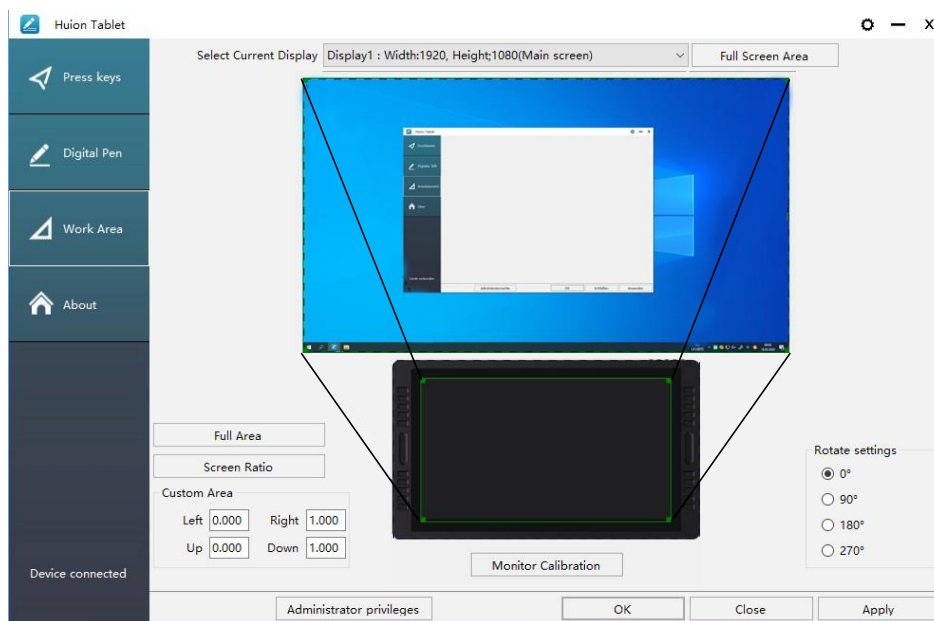 Huion Tablet
Select Current Display Display1 : Width:1920, Height;1080(Main screen) Full Screen Area
Press keys
Digital Pen
Work Area
About
Huion Tablet
Full Area
Screen Ratio
Custom Area
Left 0.000 Right 1.000
Up 0.000 Down 1.000
Rotate settings
0°
90°
180°
270°
Monitor Calibration
Device connected
Administrator privileges OK Close Apply